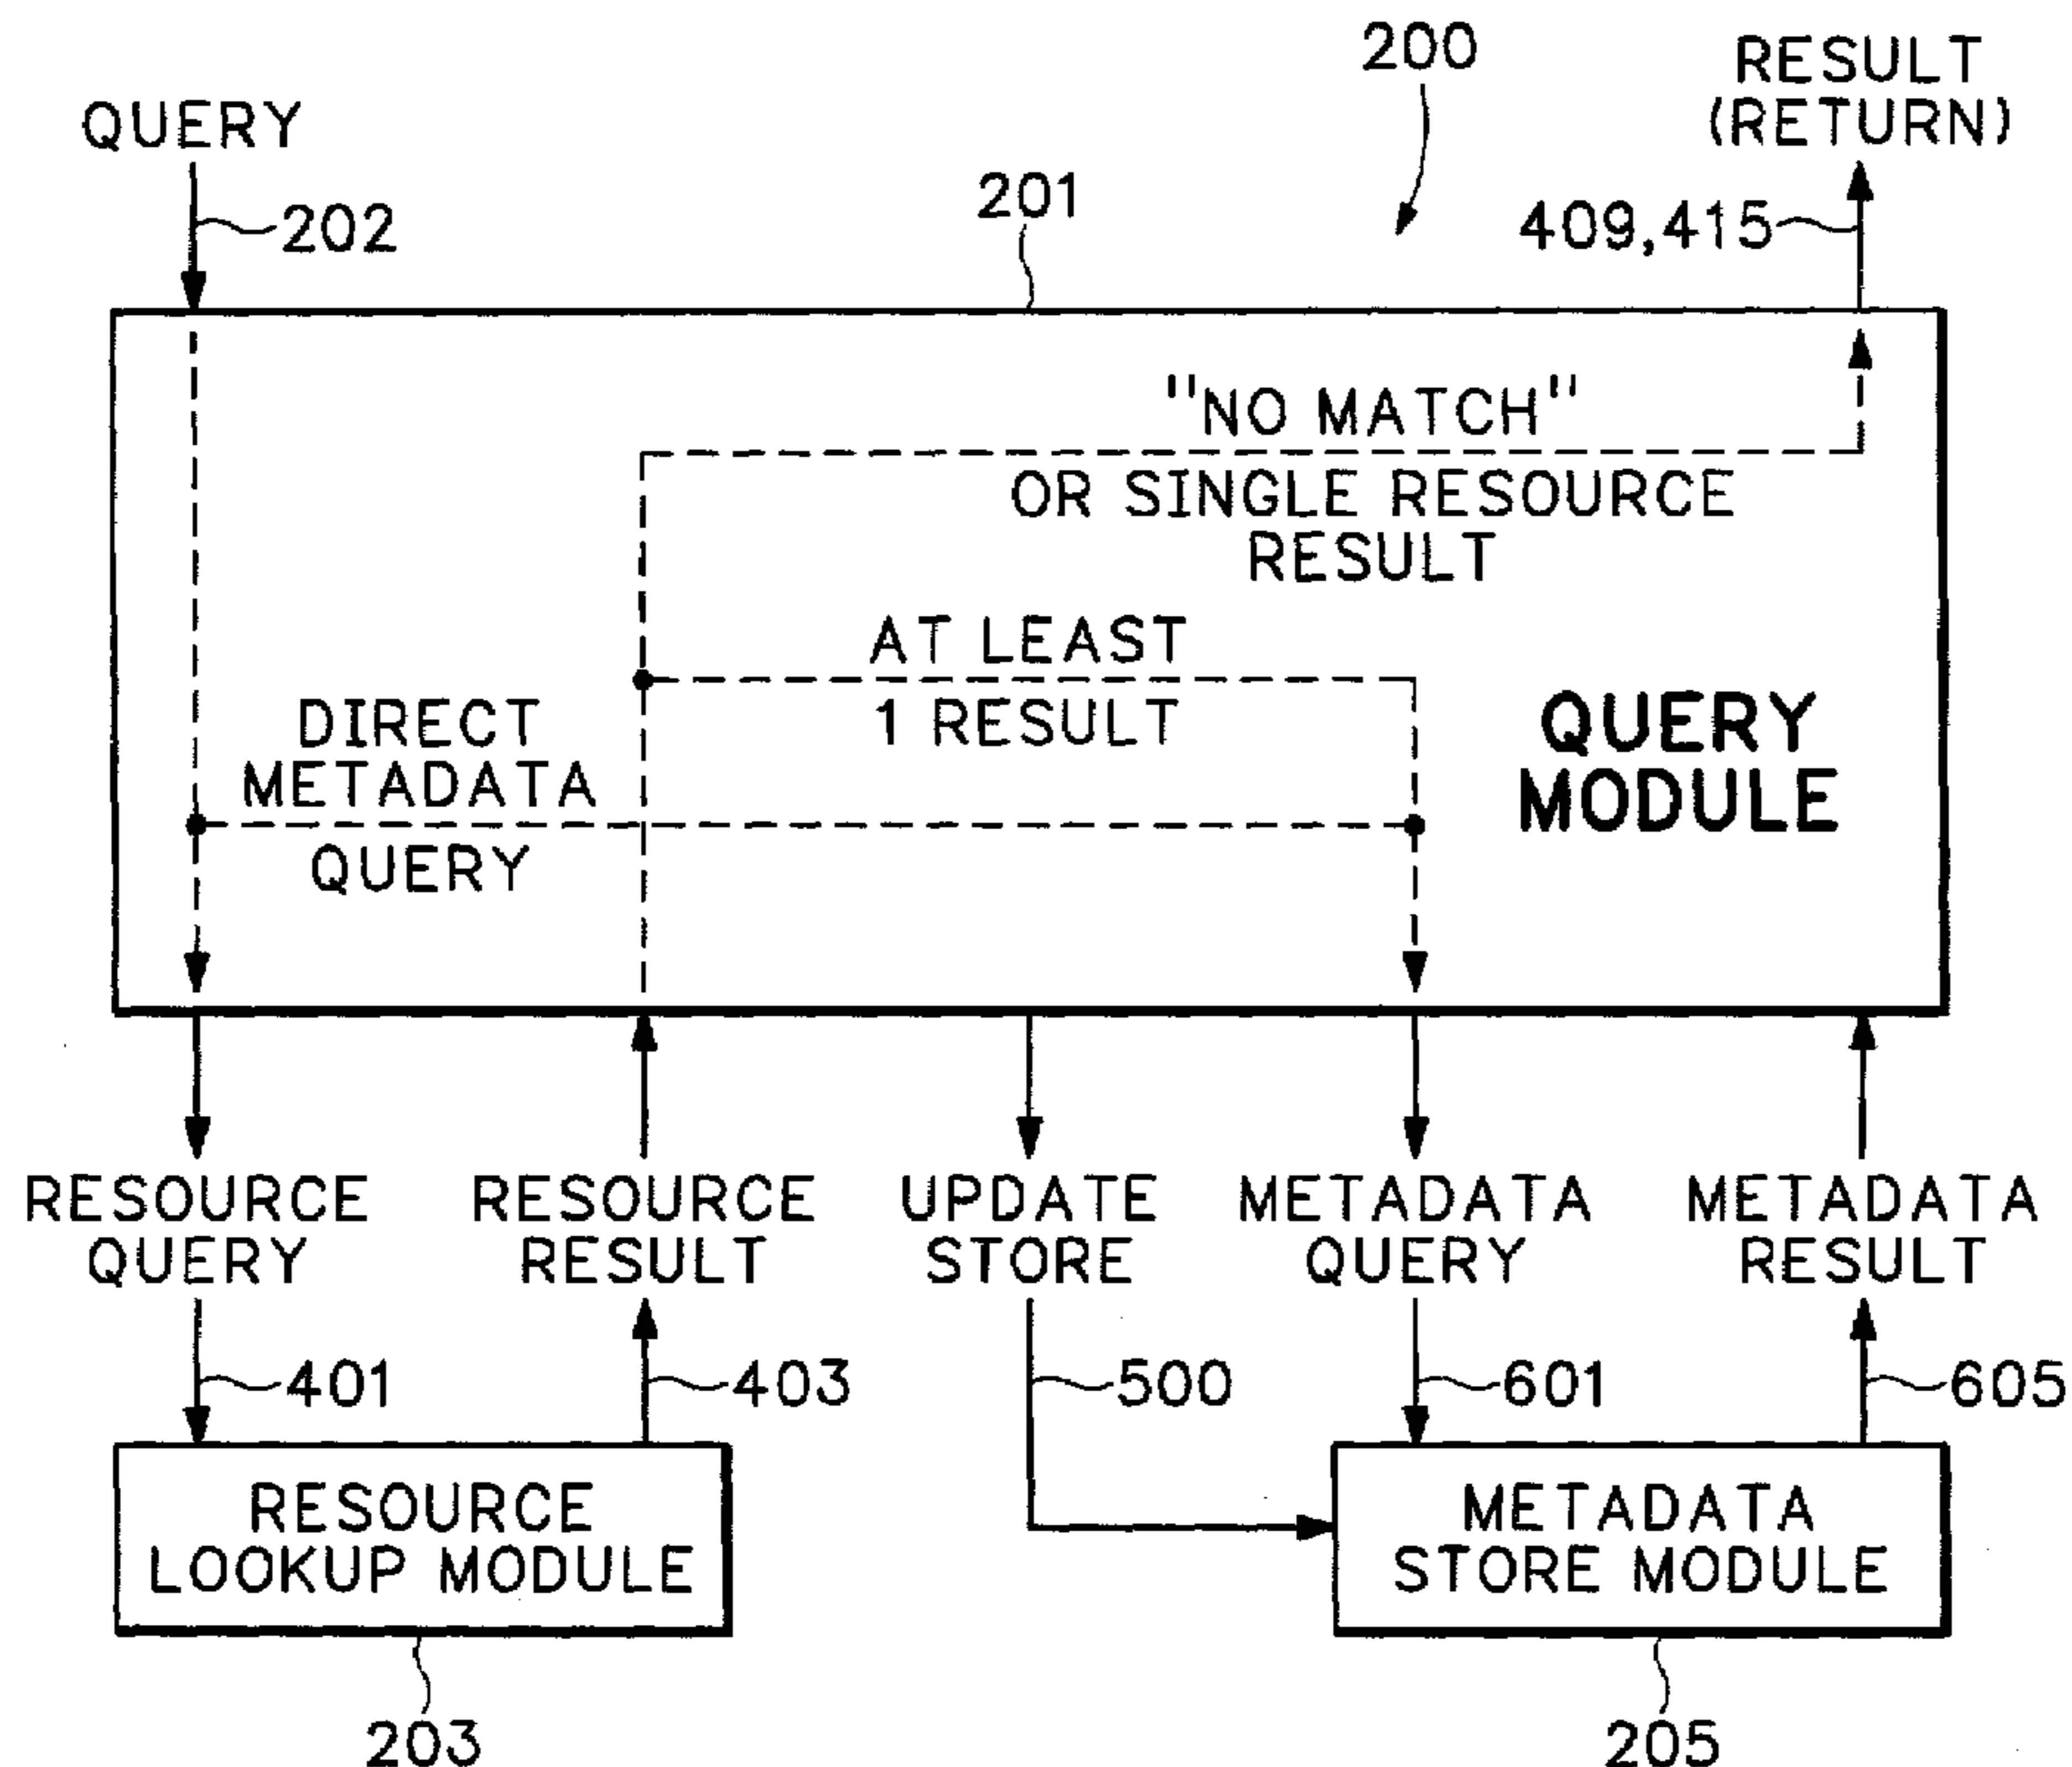 200
RESULT
(RETURN)
QUERY
201
202
409,415
"NO MATCH"
OR SINGLE RESOURCE
RESULT
AT LEAST
1 RESULT
DIRECT
METADATA
QUERY
QUERY
MODULE
RESOURCE
QUERY
RESOURCE
RESULT
UPDATE
STORE
METADATA
QUERY
METADATA
RESULT
401
403
500
601
605
RESOURCE
LOOKUP MODULE
METADATA
STORE MODULE
203
205